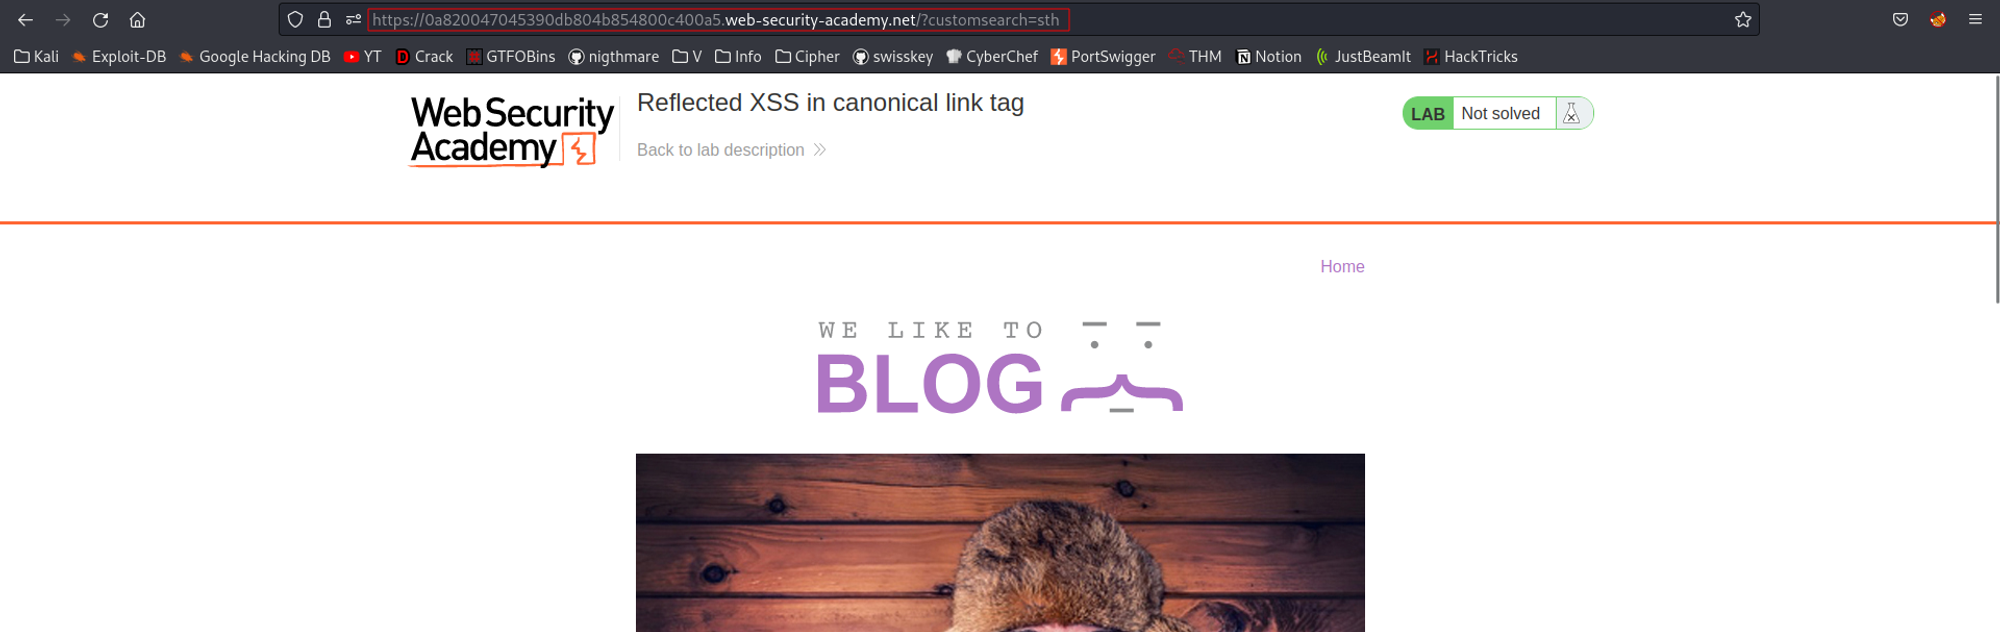 https://0a820047045390db804b854800c400a5.web-security-academy.net/?customsearch=sth
Kali Exploit-DB Google Hacking DB YT Crack GTFOBins nigthmare V Info Cipher swisskey CyberChef PortSwigger THM Notion JustBeamIt HackTricks
Web Security
Academy
Reflected XSS in canonical link tag
Back to lab description
LAB Not solved
Home
WE LIKE TO
BLOG